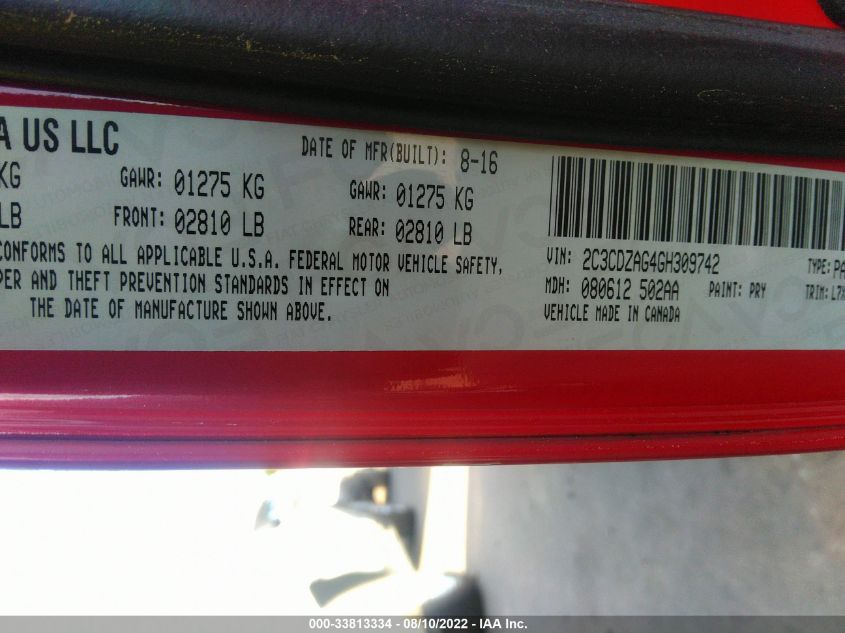 A US LLC
DATE OF MFR(BUILT): 8-16
KG GAWR: 01275 KG GAWR: 01275 KG
LB FRONT: 02810 LB REAR: 02810 LB
CONFORMS TO ALL APPLICABLE U.S.A. FEDERAL MOTOR VEHICLE SAFETY,
PER AND THEFT PREVENTION STANDARDS IN EFFECT ON
THE DATE OF MANUFACTURE SHOWN ABOVE.
VIN: 2C3CDZAG4GH309742 TYPE: PA
MDH: 080612 502AA PAINT: PRY TRIM: L7X
VEHICLE MADE IN CANADA
000-33813334 - 08/10/2022 - IAA Inc.